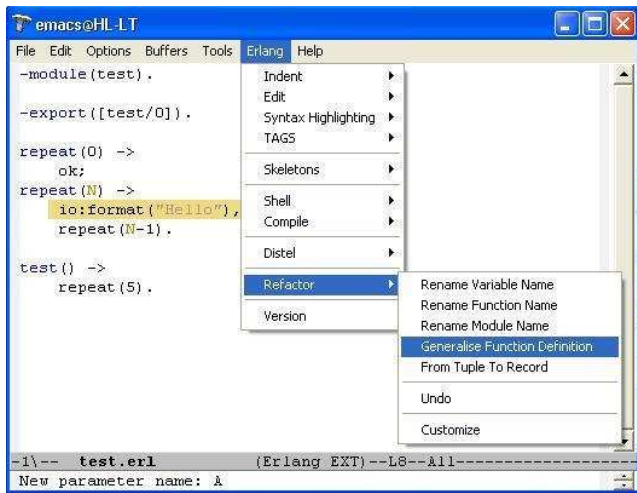 emacs@HL-LT
File Edit Options Buffers Tools Erlang Help
-module(test).
-export([test/0]).
repeat(0) ->
ok;
repeat(N) ->
io:format("Hello"),
repeat(N-1).
test() ->
repeat(5).
Indent
Edit
Syntax Highlighting
TAGS
Skeletons
Shell
Compile
Distel
Refactor
Version
Rename Variable Name
Rename Function Name
Rename Module Name
Generalise Function Definition
From Tuple To Record
Undo
Customize
-1\-- test.erl (Erlang EXT)--L8--All----------------------
New parameter name: A